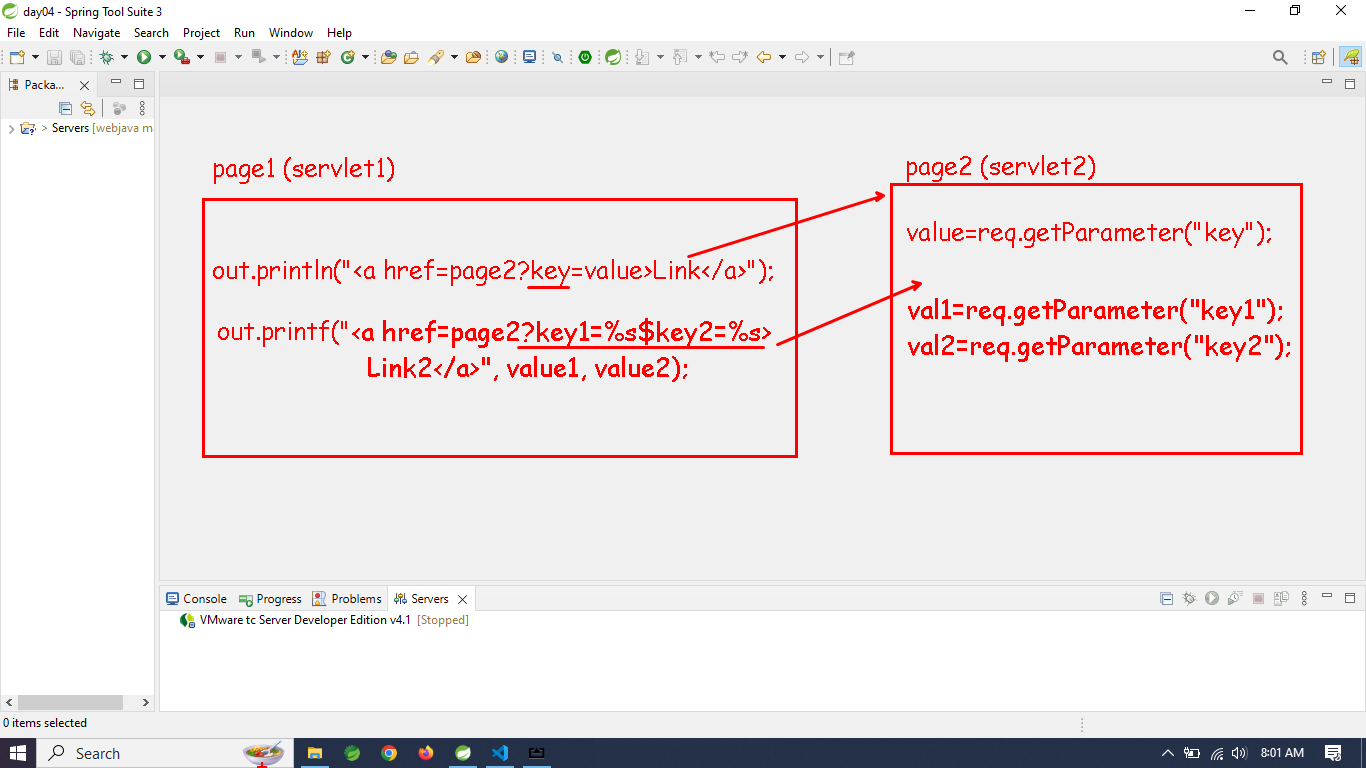 day04 - Spring Tool Suite 3
File Edit Navigate Search Project Run Window Help
Packa...
> Servers [webjava ma
page1 (servlet1)
page2 (servlet2)
value=req.getParameter("key");
out.println("<a href=page2?key=value>Link</a>");
val1=req.getParameter("key1");
out.printf("<a href=page2?key1=%s$key2=%s>
val2=req.getParameter("key2");
Link2</a>", value1, value2);
Console Progress Problems Servers
VMware tc Server Developer Edition v4.1 [Stopped]
0 items selected
Search
8:01 AM